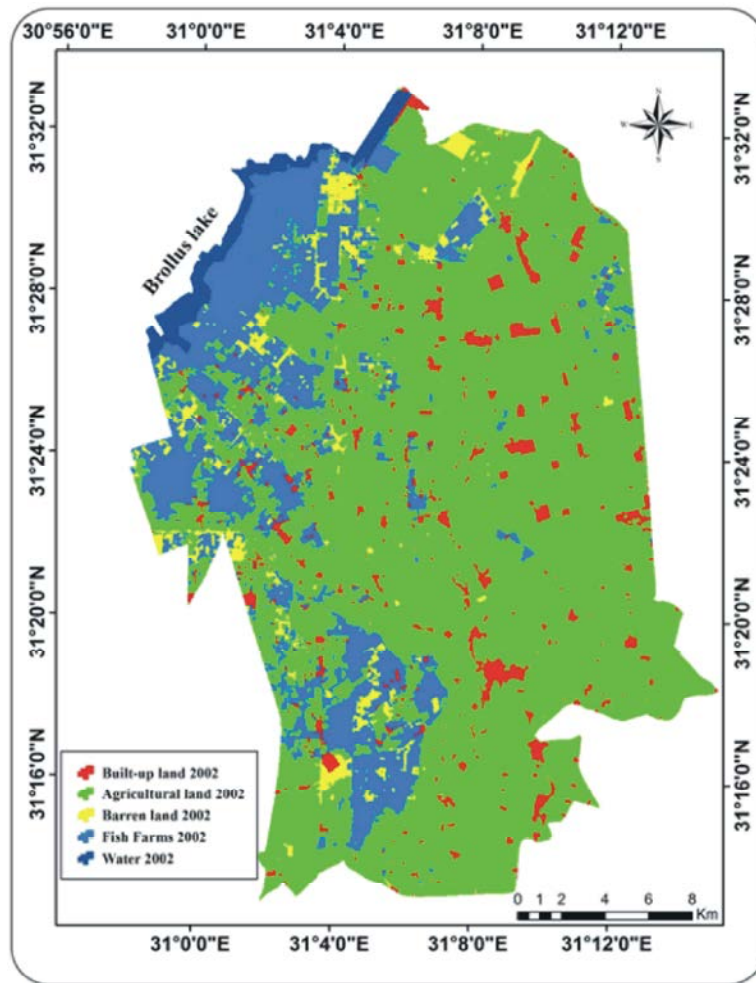 30°56'0"E 31°0'0"E 31°4'0"E 31°8'0"E 31°12'0"E
N
W E
S
31°32'0"N 31°32'0"N
Brollus lake
31°28'0"N 31°28'0"N
31°24'0"N 31°24'0"N
31°20'0"N 31°20'0"N
31°16'0"N 31°16'0"N
Built-up land 2002
Agricultural land 2002
Barren land 2002
Fish Farms 2002
Water 2002
0 1 2 4 6 8
Km
31°0'0"E 31°4'0"E 31°8'0"E 31°12'0"E